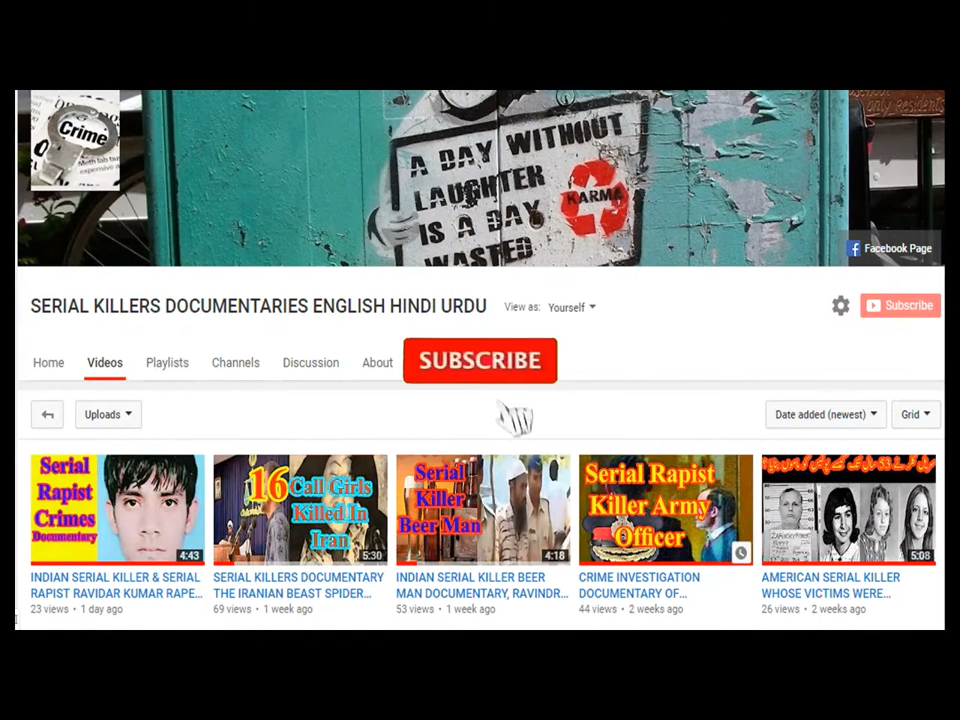 Crime
Meth lab
expensive
A DAY WITHOUT
LAUGHTER
IS A DAY
WASTED
KARMA
only Residents
Facebook Page
SERIAL KILLERS DOCUMENTARIES ENGLISH HINDI URDU
View as: Yourself
Subscribe
Home Videos Playlists Channels Discussion About
SUBSCRIBE
Uploads
Date added (newest)
Grid
Serial
Rapist
Crimes
Documentary
4:43
16 Call Girls
Killed In
Iran
5:30
Serial
Killer
Beer Man
4:18
Serial Rapist
Killer Army
Officer
5:08
INDIAN SERIAL KILLER & SERIAL
RAPIST RAVIDAR KUMAR RAPE...
23 views • 1 day ago
SERIAL KILLERS DOCUMENTARY
THE IRANIAN BEAST SPIDER...
69 views • 1 week ago
INDIAN SERIAL KILLER BEER
MAN DOCUMENTARY, RAVINDR...
53 views • 1 week ago
CRIME INVESTIGATION
DOCUMENTARY OF...
44 views • 2 weeks ago
AMERICAN SERIAL KILLER
WHOSE VICTIMS WERE...
26 views • 2 weeks ago